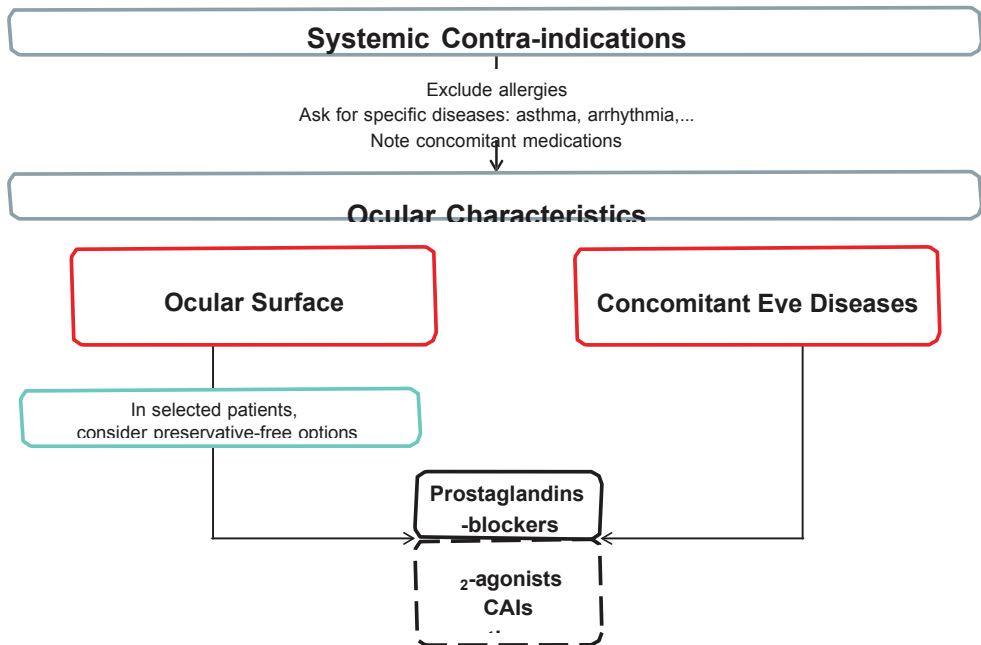 Systemic Contra-indications
Exclude allergies
Ask for specific diseases: asthma, arrhythmia,...
Note concomitant medications
Ocular Characteristics
Ocular Surface
Concomitant Eye Diseases
In selected patients,
consider preservative-free options
Prostaglandins
-blockers
₂-agonists
CAIs